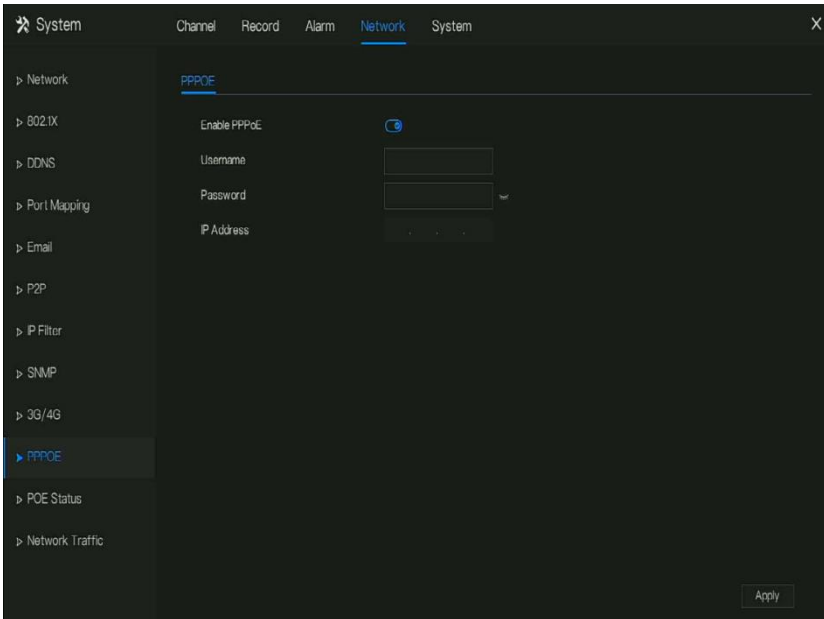 System
Channel Record Alarm Network System
X
Network
802.1X
DDNS
Port Mapping
Email
P2P
IP Filter
SNMP
3G/4G
PPPOE
POE Status
Network Traffic
PPPOE
Enable PPPoE
Username
Password
IP Address
. . .
Apply